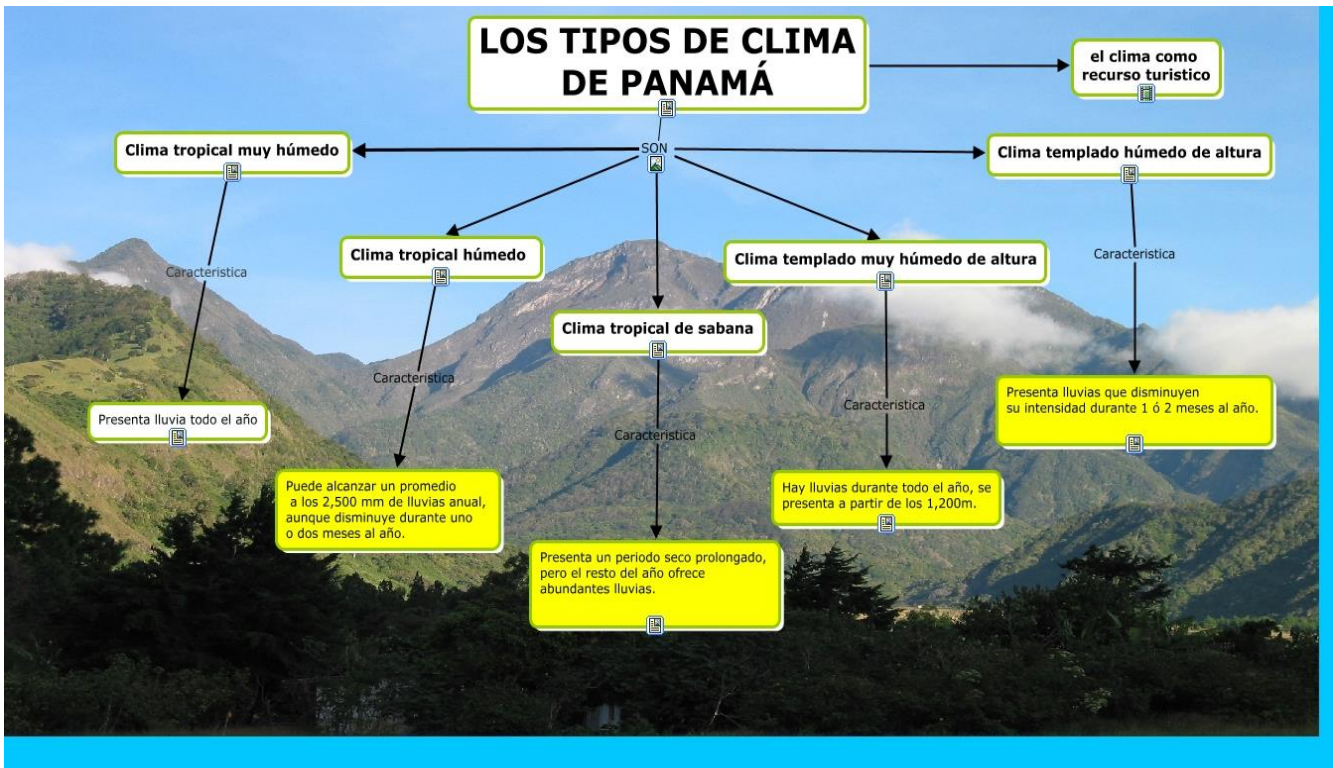 LOS TIPOS DE CLIMA
DE PANAMÁ
el clima como
recurso turistico
SON
Clima tropical muy húmedo
Clima templado húmedo de altura
Clima tropical húmedo
Clima templado muy húmedo de altura
Clima tropical de sabana
Caracteristica
Caracteristica
Caracteristica
Caracteristica
Caracteristica
Presenta lluvia todo el año
Puede alcanzar un promedio
a los 2,500 mm de lluvias anual,
aunque disminuye durante uno
o dos meses al año.
Presenta un periodo seco prolongado,
pero el resto del año ofrece
abundantes lluvias.
Hay lluvias durante todo el año, se
presenta a partir de los 1,200m.
Presenta lluvias que disminuyen
su intensidad durante 1 ó 2 meses al año.